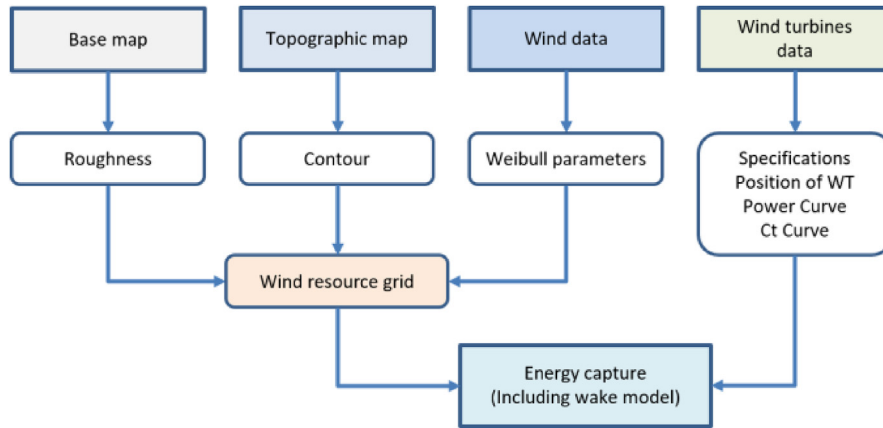 Base map
Topographic map
Wind data
Wind turbines
data
Roughness
Contour
Weibull parameters
Specifications
Position of WT
Power Curve
Ct Curve
Wind resource grid
Energy capture
(Including wake model)